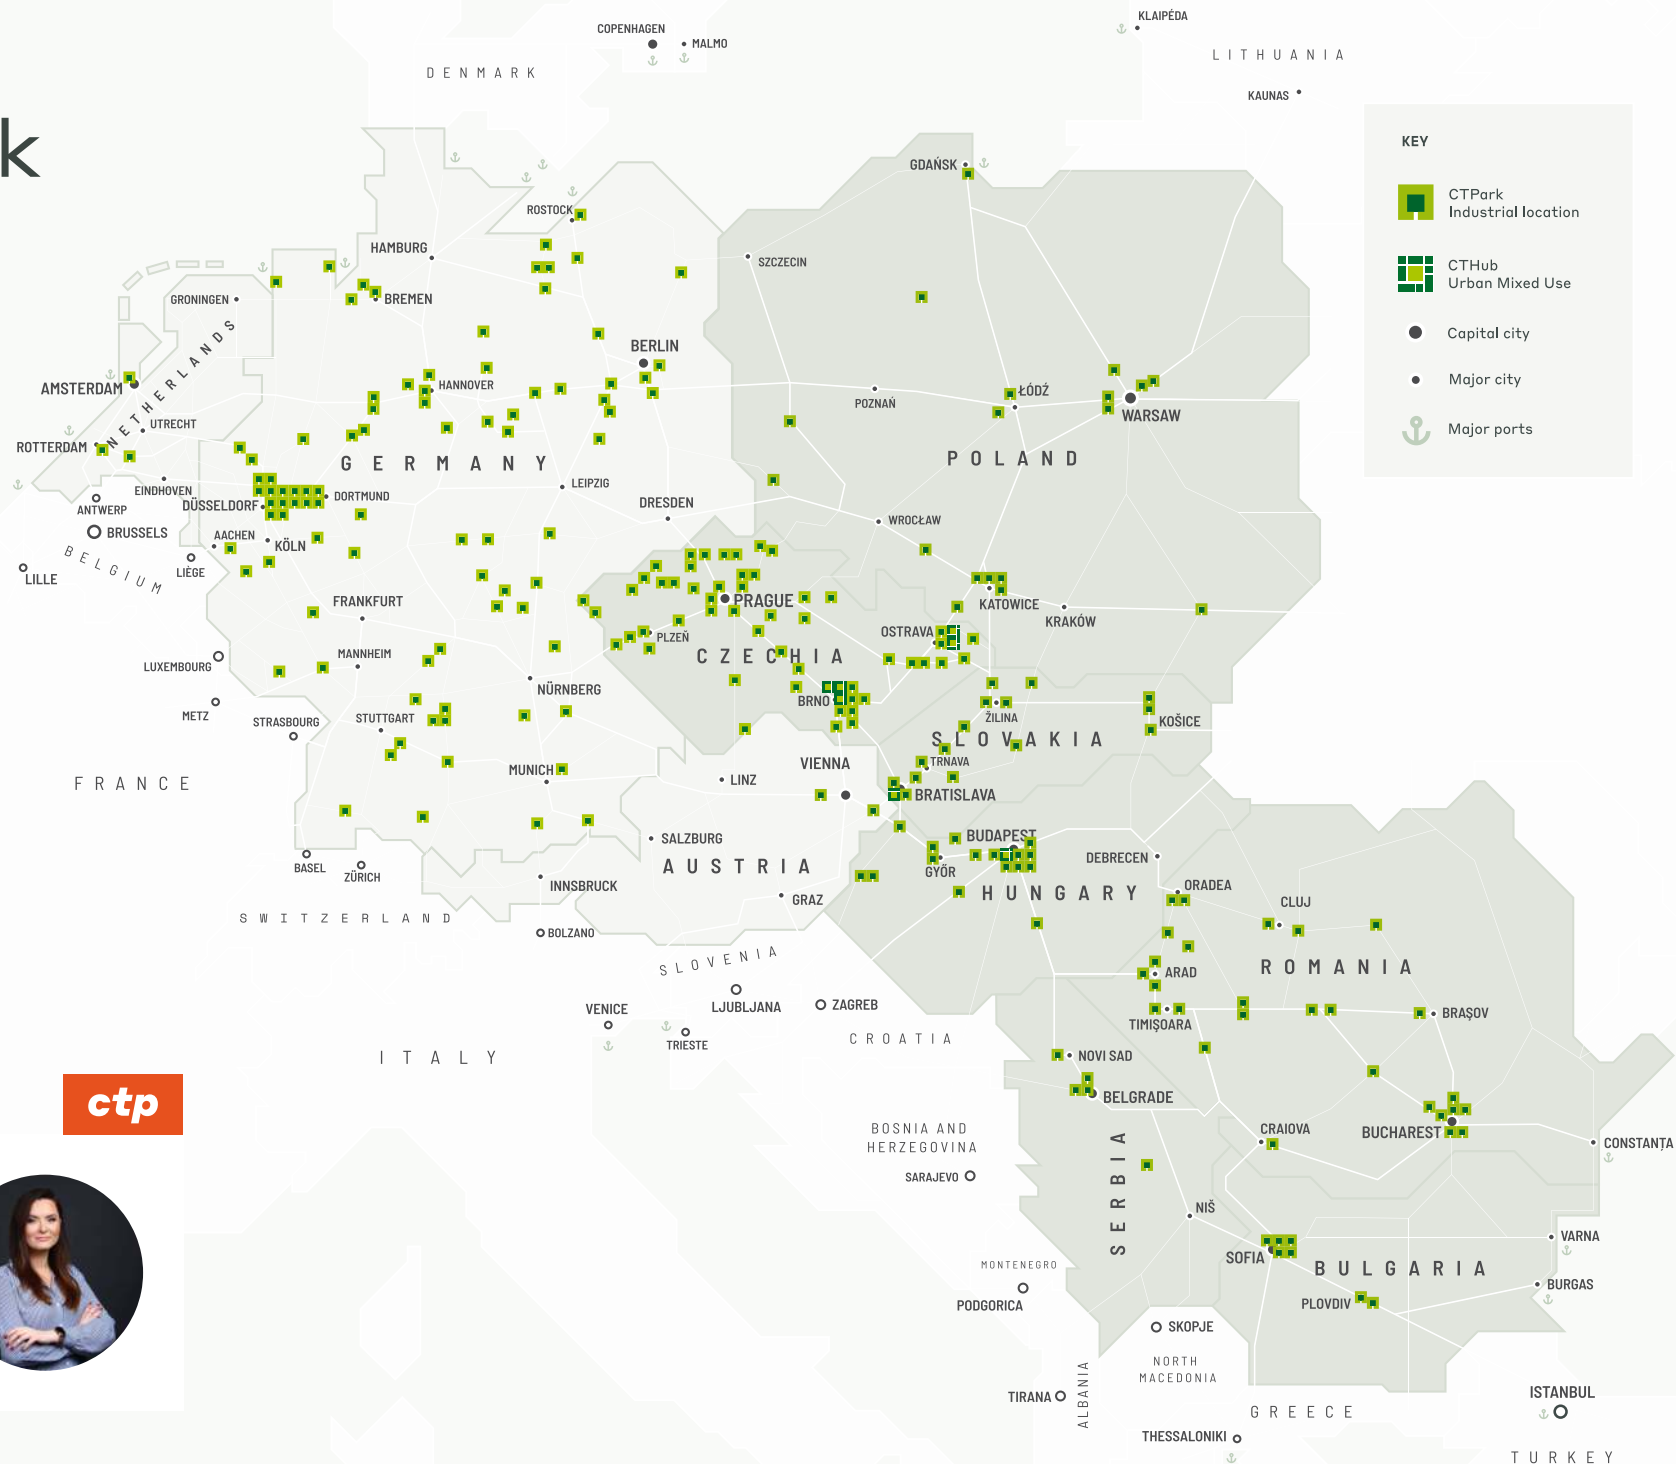 k
COPENHAGEN
MALMO
KLAIPÉDA
DENMARK
LITHUANIA
KAUNAS
KEY
CTPark
Industrial location
CTHub
Urban Mixed Use
Capital city
Major city
Major ports
GDAŃSK
ROSTOCK
HAMBURG
SZCZECIN
GRONINGEN
BREMEN
BERLIN
AMSTERDAM
NETHERLANDS
HANNOVER
ŁÓDŹ
POZNAŃ
WARSAW
UTRECHT
ROTTERDAM
GERMANY
POLAND
EINDHOVEN
LEIPZIG
DORTMUND
ANTWERP
DÜSSELDORF
DRESDEN
WROCŁAW
BRUSSELS
AACHEN
KÖLN
BELGIUM
LIÈGE
LILLE
FRANKFURT
PRAGUE
KATOWICE
KRAKÓW
OSTRAVA
PLZEŇ
CZECHIA
MANNHEIM
LUXEMBOURG
NÜRNBERG
BRNO
METZ
STRASBOURG
STUTTGART
ŽILINA
KOŠICE
SLOVAKIA
TRNAVA
VIENNA
MUNICH
LINZ
FRANCE
BRATISLAVA
SALZBURG
BUDAPEST
AUSTRIA
DEBRECEN
BASEL
ZÜRICH
GYŐR
INNSBRUCK
HUNGARY
ORADEA
GRAZ
CLUJ
SWITZERLAND
BOLZANO
SLOVENIA
ARAD
ROMANIA
LJUBLJANA
ZAGREB
VENICE
TIMIŞOARA
BRAŞOV
TRIESTE
CROATIA
ITALY
NOVI SAD
BELGRADE
ctp
BOSNIA AND
HERZEGOVINA
CRAIOVA
BUCHAREST
CONSTANȚA
SARAJEVO
SERBIA
NIŠ
VARNA
SOFIA
BULGARIA
MONTENEGRO
BURGAS
PODGORICA
PLOVDIV
SKOPJE
NORTH
MACEDONIA
TIRANA
ALBANIA
ISTANBUL
GREECE
THESSALONIKI
TURKEY